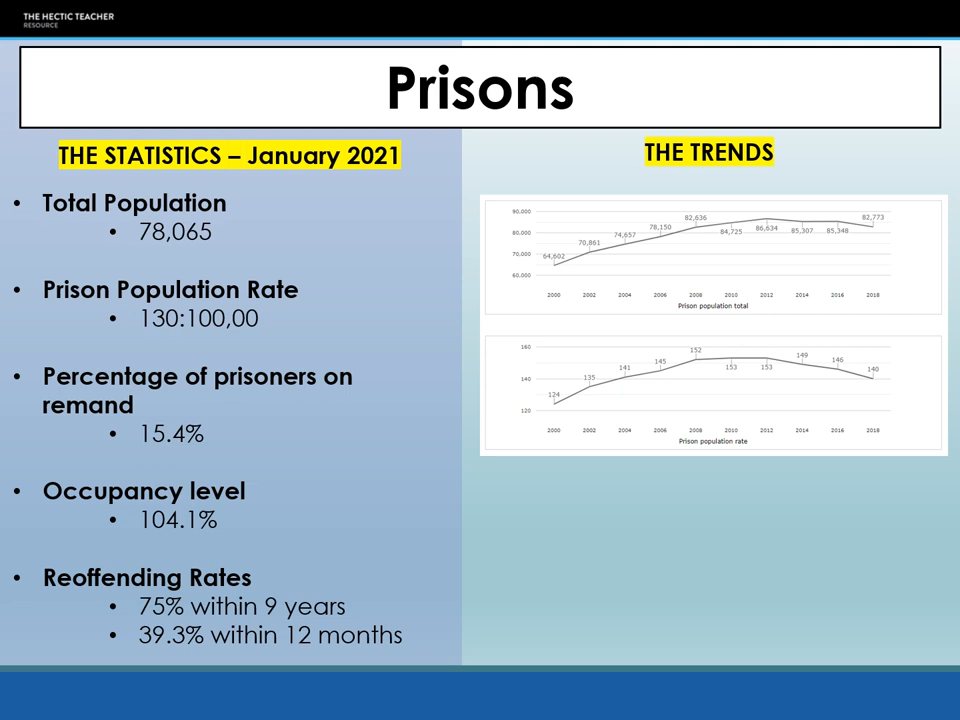 THE HECTIC TEACHER
RESOURCE
Prisons
THE STATISTICS – January 2021
• Total Population
• 78,065
• Prison Population Rate
• 130:100,00
• Percentage of prisoners on
remand
• 15.4%
• Occupancy level
• 104.1%
• Reoffending Rates
• 75% within 9 years
• 39.3% within 12 months
THE TRENDS
90,000
80,000
70,000
60,000
64,602
70,861
74,657
78,150
82,636
84,725
86,634
85,307
85,348
82,773
2000 2002 2004 2006 2008 2010 2012 2014 2016 2018
Prison population total
160
140
120
124
135
141
145
152
153
153
149
146
140
2000 2002 2004 2006 2008 2010 2012 2014 2016 2018
Prison population rate